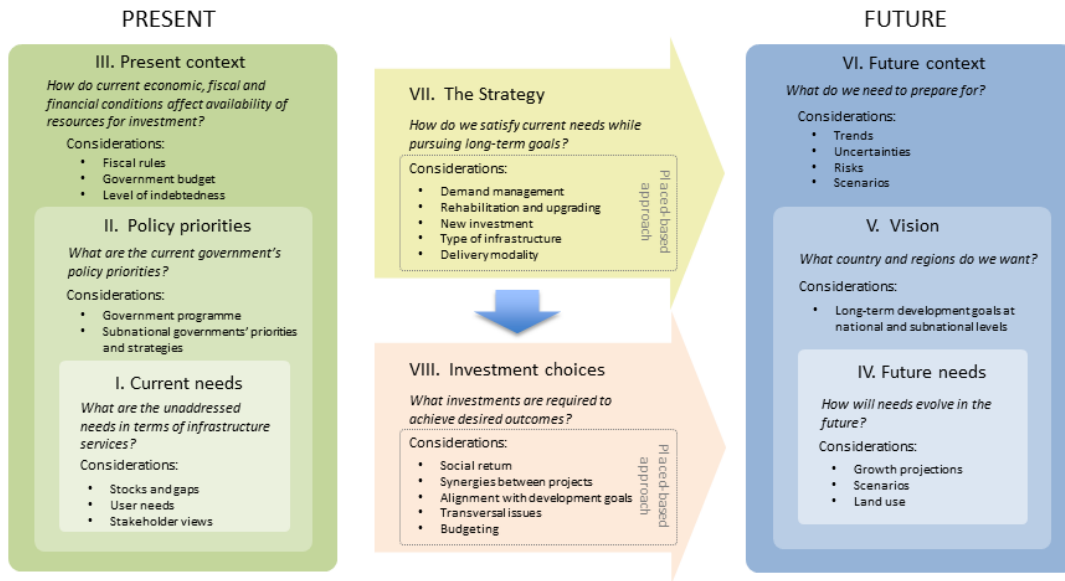 PRESENT
III. Present context
How do current economic, fiscal and
financial conditions affect availability of
resources for investment?
Considerations:
• Fiscal rules
• Government budget
• Level of indebtedness
II. Policy priorities
What are the current government's
policy priorities?
Considerations:
• Government programme
• Subnational governments' priorities
and strategies
I. Current needs
What are the unaddressed
needs in terms of infrastructure
services?
Considerations:
• Stocks and gaps
• User needs
• Stakeholder views
VII. The Strategy
How do we satisfy current needs while
pursuing long-term goals?
Considerations:
• Demand management
• Rehabilitation and upgrading
• New investment
• Type of infrastructure
• Delivery modality
Placed-based
approach
VIII. Investment choices
What investments are required to
achieve desired outcomes?
Considerations:
• Social return
• Synergies between projects
• Alignment with development goals
• Transversal issues
• Budgeting
Placed-based
approach
FUTURE
VI. Future context
What do we need to prepare for?
Considerations:
• Trends
• Uncertainties
• Risks
• Scenarios
V. Vision
What country and regions do we want?
Considerations:
• Long-term development goals at
national and subnational levels
IV. Future needs
How will needs evolve in the
future?
Considerations:
• Growth projections
• Scenarios
• Land use